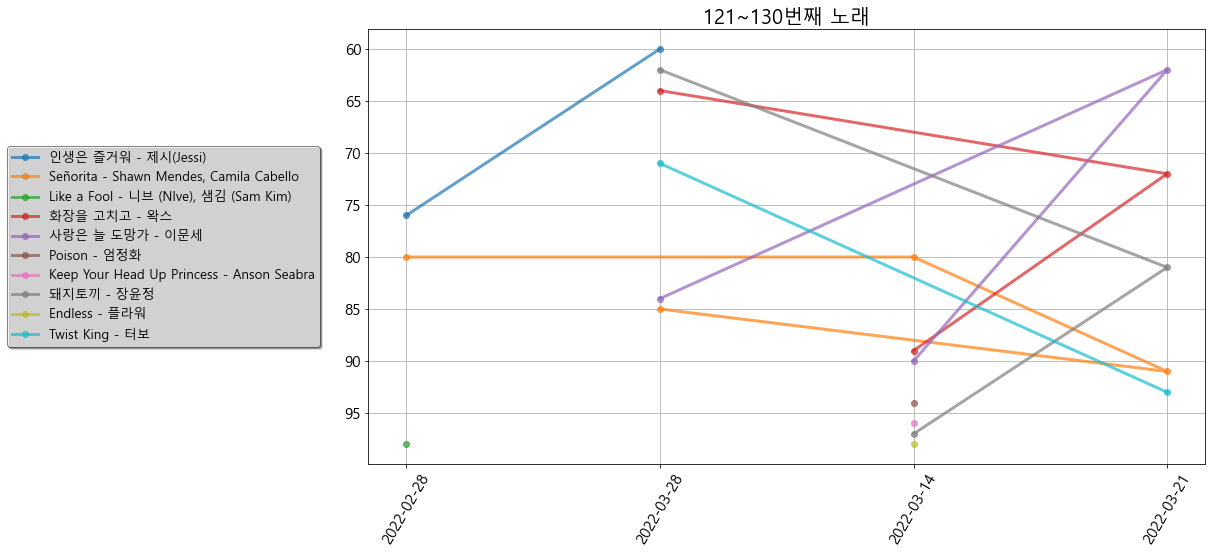 121~130번째 노래
60
65
70
75
80
85
90
95
인생은 즐거워 - 제시(Jessi)
Señorita - Shawn Mendes, Camila Cabello
Like a Fool - 니브 (NIve), 샘김 (Sam Kim)
화장을 고치고 - 왁스
사랑은 늘 도망가 - 이문세
Poison - 엄정화
Keep Your Head Up Princess - Anson Seabra
돼지토끼 - 장윤정
Endless - 플라워
Twist King - 터보
2022-02-28
2022-03-28
2022-03-14
2022-03-21